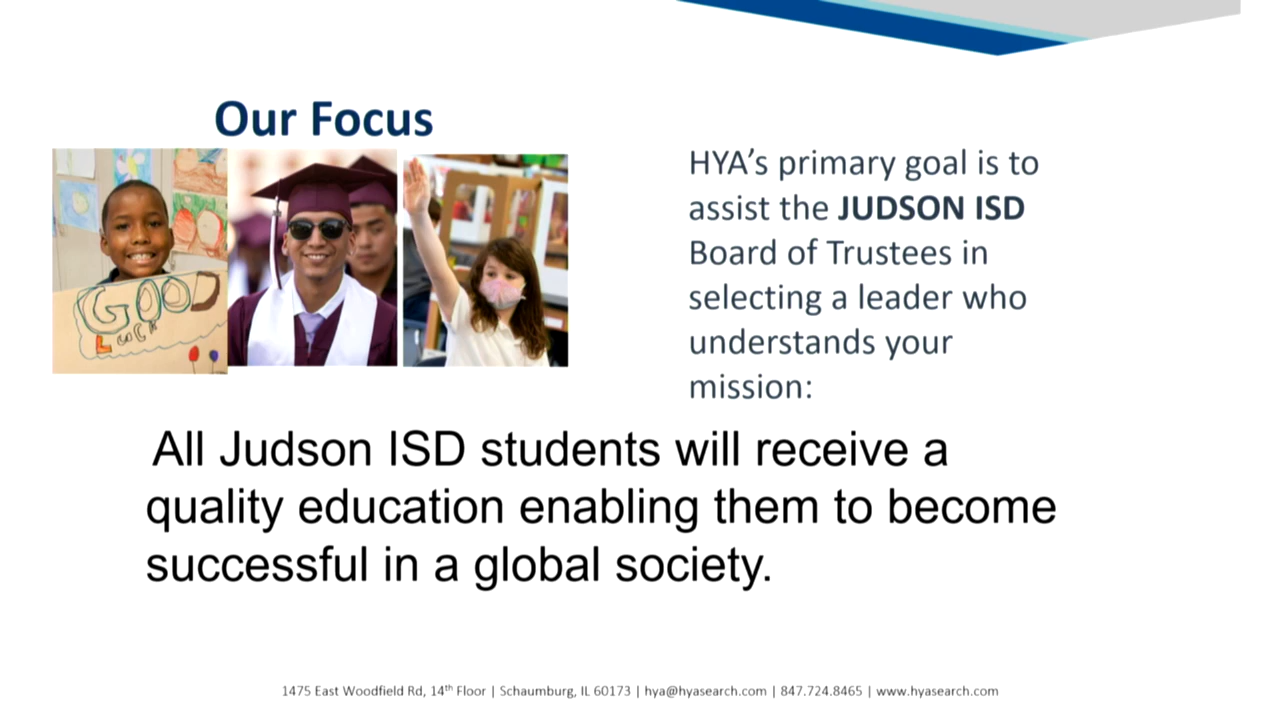 Our Focus
GOOD
LUCK
HYA's primary goal is to
assist the JUDSON ISD
Board of Trustees in
selecting a leader who
understands your
mission:
All Judson ISD students will receive a
quality education enabling them to become
successful in a global society.
1475 East Woodfield Rd, 14th Floor | Schaumburg, IL 60173 | hya@hyasearch.com | 847.724.8465 | www.hyasearch.com